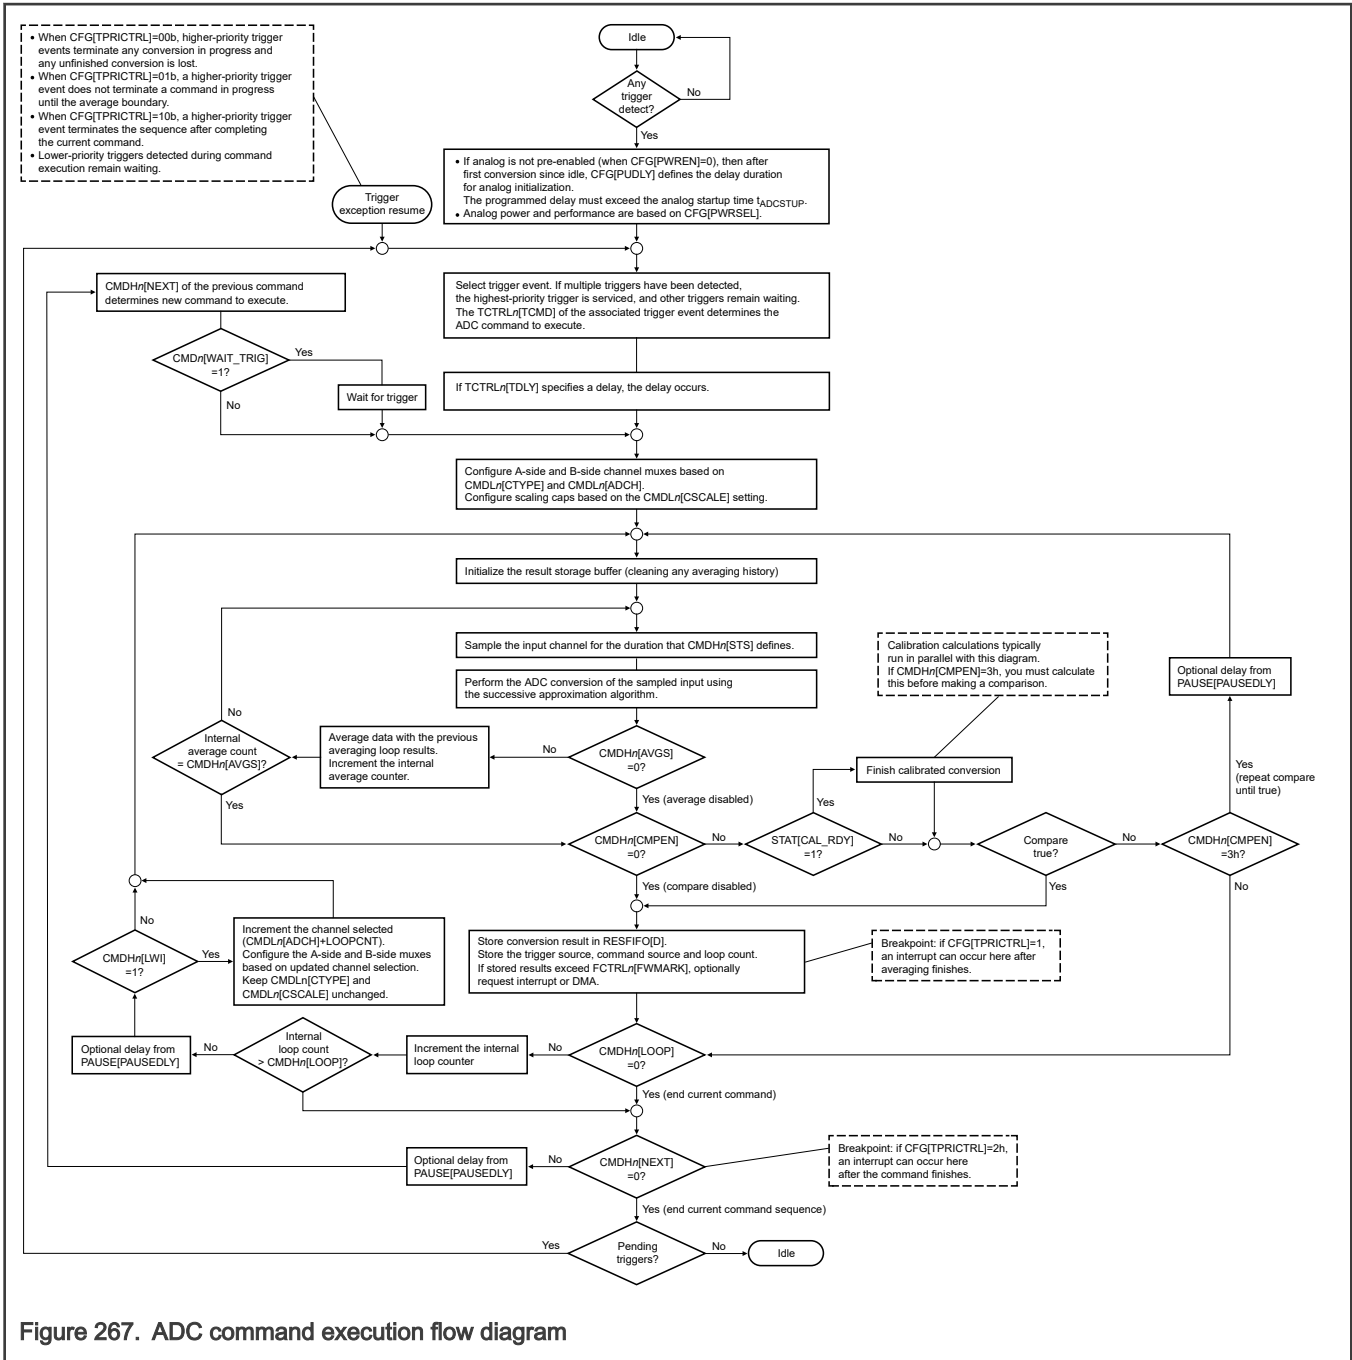 • When CFG[TPRICTRL]=00b, higher-priority trigger
events terminate any conversion in progress and
any unfinished conversion is lost.
• When CFG[TPRICTRL]=01b, a higher-priority trigger
event does not terminate a command in progress
until the average boundary.
• When CFG[TPRICTRL]=10b, a higher-priority trigger
event terminates the sequence after completing
the current command.
• Lower-priority triggers detected during command
execution remain waiting.
Idle
Any
trigger
detect?
No
Yes
• If analog is not pre-enabled (when CFG[PWREN]=0), then after
first conversion since idle, CFG[PUDLY] defines the delay duration
for analog initialization.
The programmed delay must exceed the analog startup time tADCSTUP.
• Analog power and performance are based on CFG[PWRSEL].
Trigger
exception resume
CMDHn[NEXT] of the previous command
determines new command to execute.
Select trigger event. If multiple triggers have been detected,
the highest-priority trigger is serviced, and other triggers remain waiting.
The TCTRLn[TCMD] of the associated trigger event determines the
ADC command to execute.
CMDn[WAIT_TRIG]
=1?
Yes
No
Wait for trigger
If TCTRLn[TDLY] specifies a delay, the delay occurs.
Configure A-side and B-side channel muxes based on
CMDLn[CTYPE] and CMDLn[ADCH].
Configure scaling caps based on the CMDLn[CSCALE] setting.
Initialize the result storage buffer (cleaning any averaging history)
Sample the input channel for the duration that CMDHn[STS] defines.
Perform the ADC conversion of the sampled input using
the successive approximation algorithm.
Calibration calculations typically
run in parallel with this diagram.
If CMDHn[CMPEN]=3h, you must calculate
this before making a comparison.
Optional delay from
PAUSE[PAUSEDLY]
No
Internal
average count
= CMDHn[AVGS]?
Yes
Average data with the previous
averaging loop results.
Increment the internal
average counter.
No
CMDHn[AVGS]
=0?
Yes (average disabled)
Finish calibrated conversion
Yes
(repeat compare
until true)
CMDHn[CMPEN]
=0?
No
STAT[CAL_RDY]
=1?
Yes
No
Compare
true?
No
CMDHn[CMPEN]
=3h?
Yes (compare disabled)
Yes
No
No
CMDHn[LWI]
=1?
Yes
Increment the channel selected
(CMDLn[ADCH]+LOOPCNT).
Configure the A-side and B-side muxes
based on updated channel selection.
Keep CMDLn[CTYPE] and
CMDLn[CSCALE] unchanged.
Store conversion result in RESFIFO[D].
Store the trigger source, command source and loop count.
If stored results exceed FCTRLn[FWMARK], optionally
request interrupt or DMA.
Breakpoint: if CFG[TPRICTRL]=1,
an interrupt can occur here after
averaging finishes.
Optional delay from
PAUSE[PAUSEDLY]
No
Internal
loop count
> CMDHn[LOOP]?
Increment the internal
loop counter
No
CMDHn[LOOP]
=0?
Yes (end current command)
Optional delay from
PAUSE[PAUSEDLY]
No
CMDHn[NEXT]
=0?
Breakpoint: if CFG[TPRICTRL]=2h,
an interrupt can occur here
after the command finishes.
Yes (end current command sequence)
Yes
Pending
triggers?
No
Idle
Figure 267. ADC command execution flow diagram